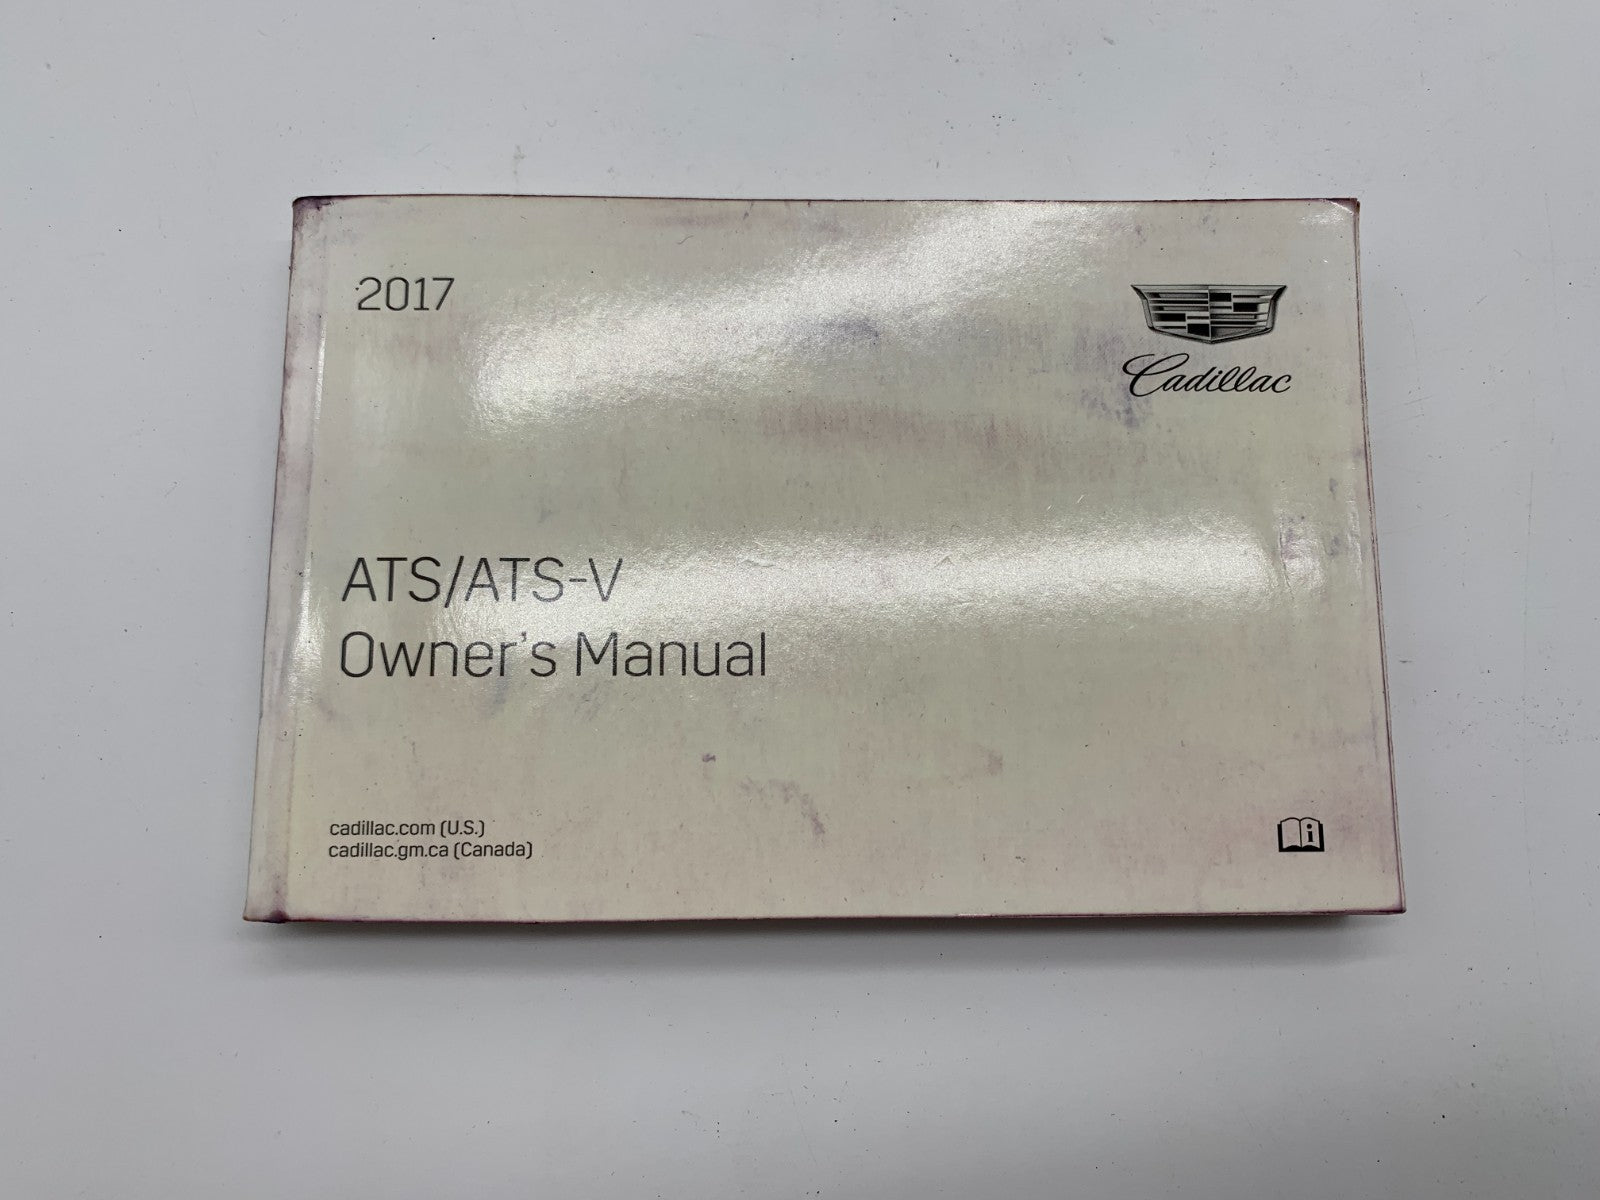 2017
Cadillac
ATS/ATS-V
Owner's Manual
cadillac.com (U.S.)
cadillac.gm.ca (Canada)
i